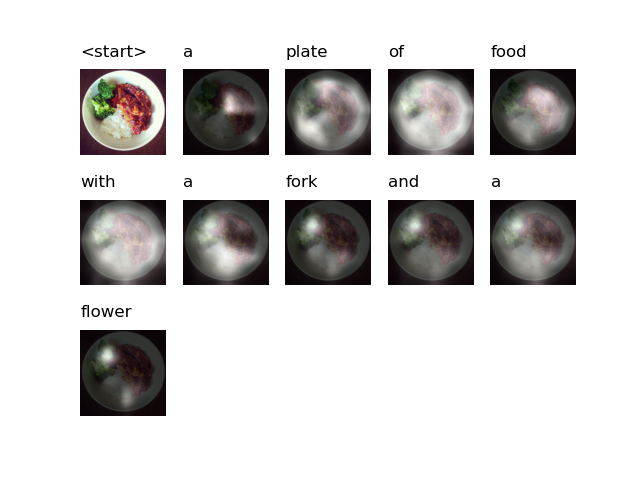 <start> a plate of food
with a fork and a
flower